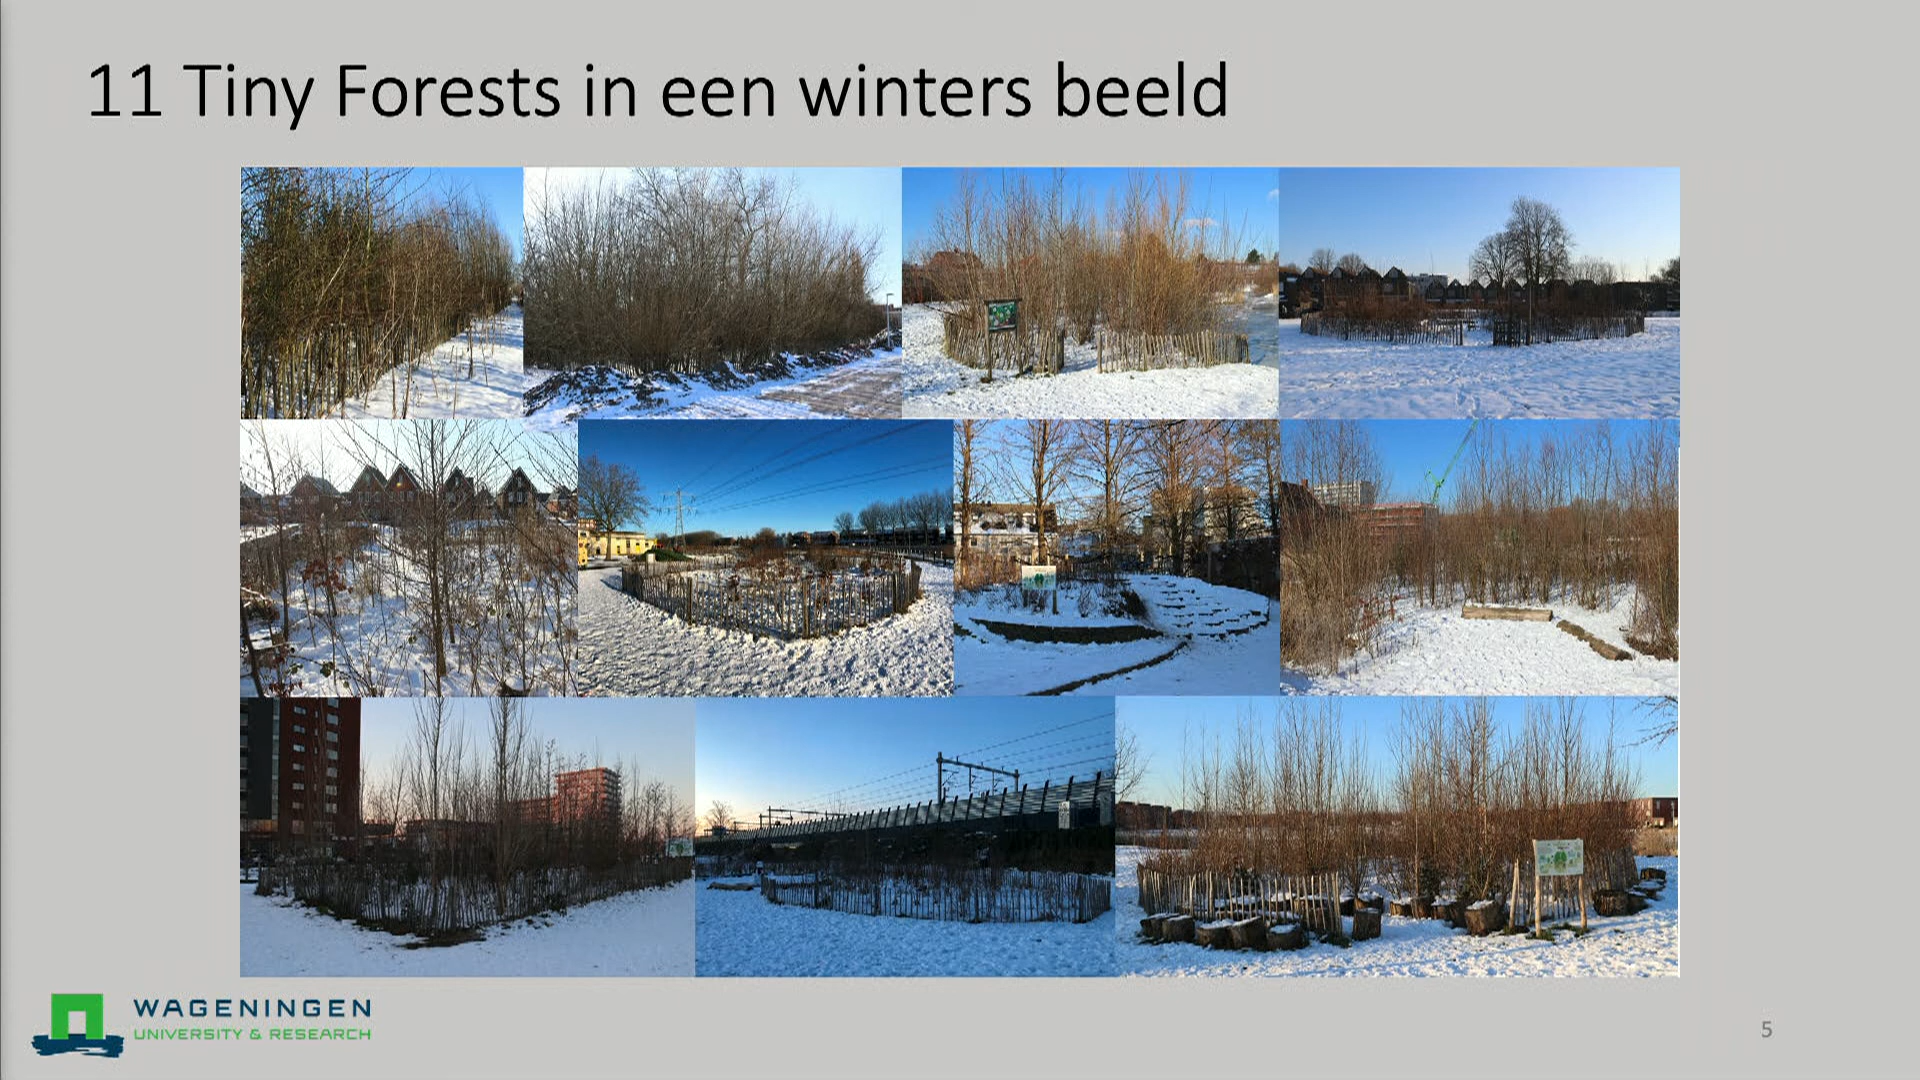 11 Tiny Forests in een winters beeld
WAGENINGEN
UNIVERSITY & RESEARCH
5